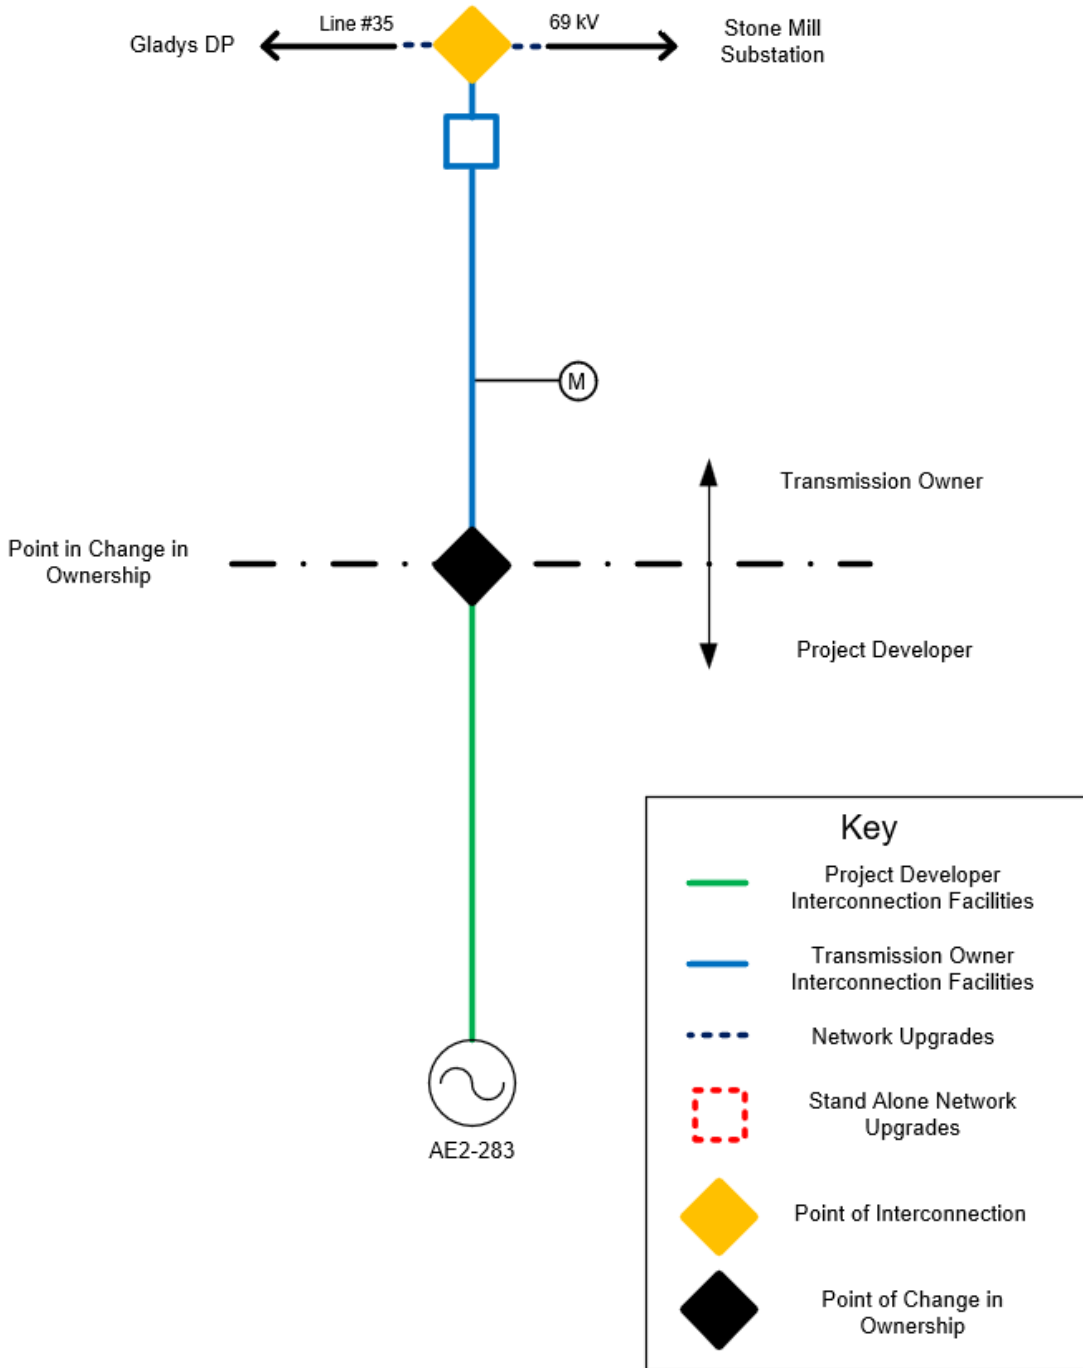 Gladys DP
Line #35
69 kV
Stone Mill
Substation
M
Transmission Owner
Point in Change in
Ownership
Project Developer
AE2-283
Key
Project Developer
Interconnection Facilities
Transmission Owner
Interconnection Facilities
Network Upgrades
Stand Alone Network
Upgrades
Point of Interconnection
Point of Change in
Ownership